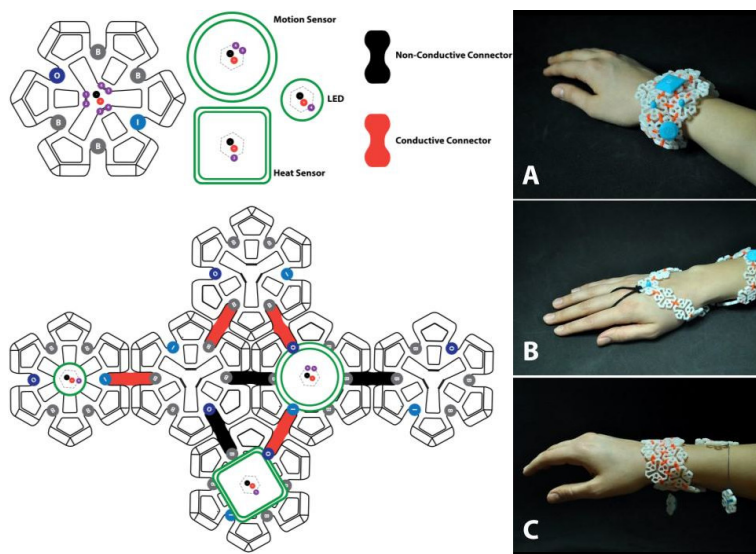 Motion Sensor
Non-Conductive Connector
LED
Conductive Connector
Heat Sensor
B
O
B
B
I
B
A
B
C